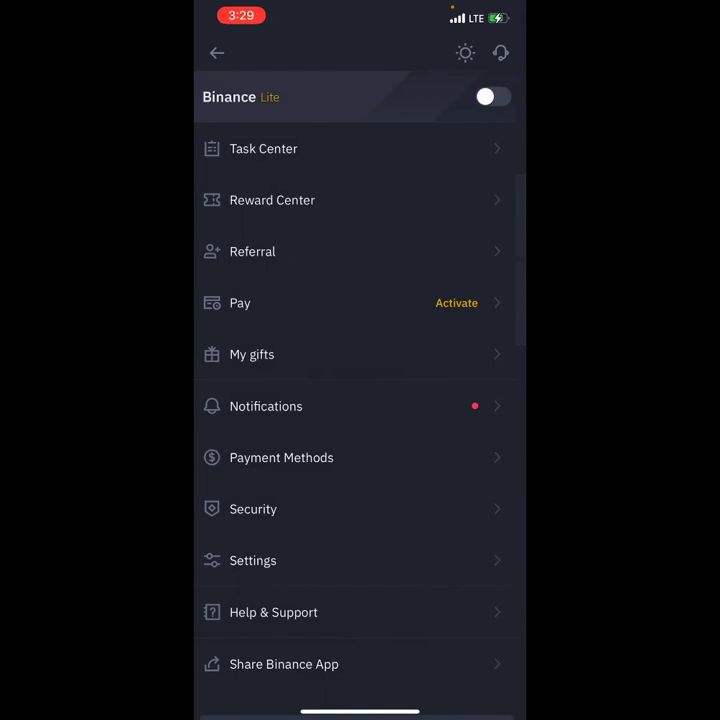 3:29
LTE
Binance Lite
Task Center
Reward Center
Referral
Pay Activate
My gifts
Notifications
Payment Methods
Security
Settings
Help & Support
Share Binance App